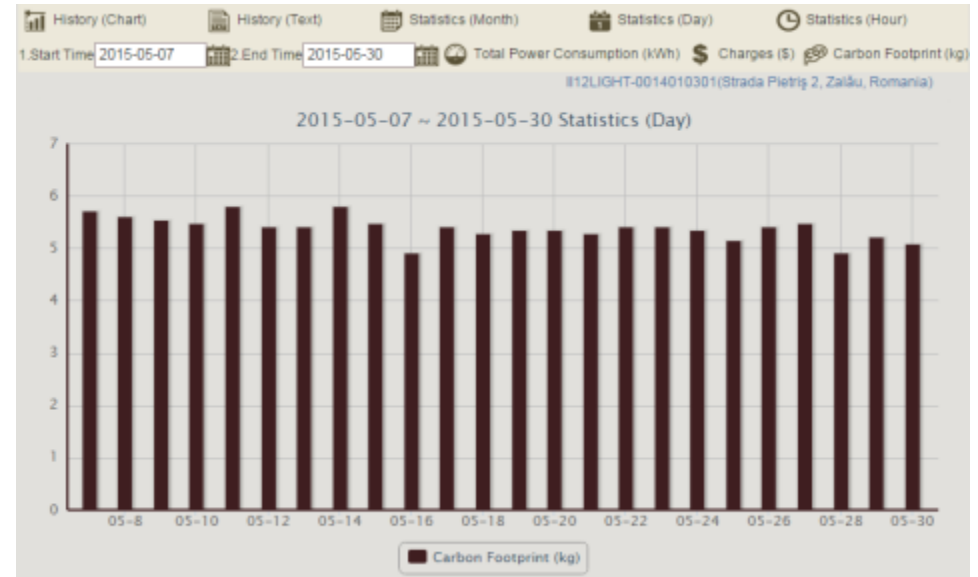 History (Chart) History (Text) Statistics (Month) Statistics (Day) Statistics (Hour)
1.Start Time 2015-05-07 2.End Time 2015-05-30 Total Power Consumption (kWh) $ Charges ($) Carbon Footprint (kg)
II12LIGHT-0014010301(Strada Pietriş 2, Zalău, Romania)
2015-05-07 ~ 2015-05-30 Statistics (Day)
7
6
5
4
3
2
1
0
05-8 05-10 05-12 05-14 05-16 05-18 05-20 05-22 05-24 05-26 05-28 05-30
Carbon Footprint (kg)